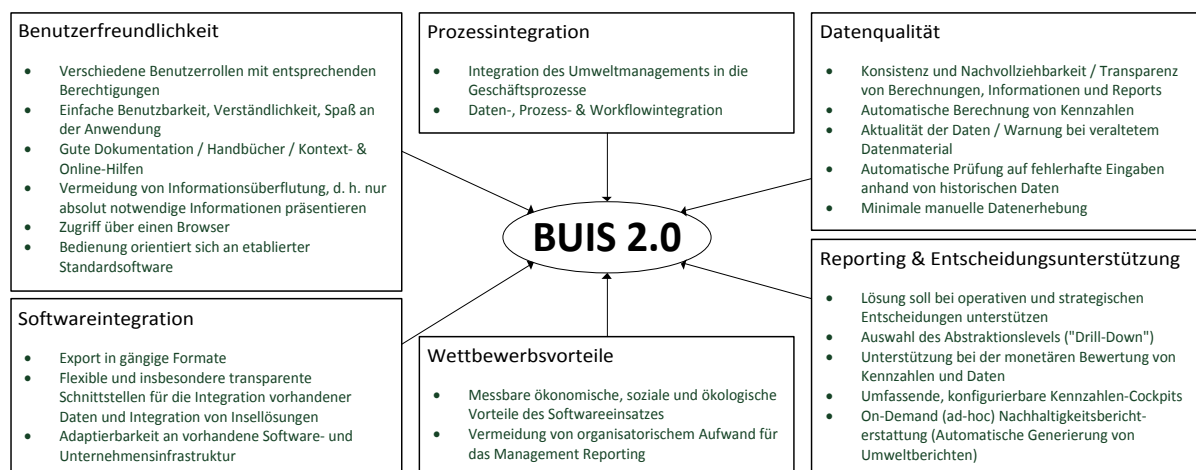 Benutzerfreundlichkeit
• Verschiedene Benutzerrollen mit entsprechenden
Berechtigungen
• Einfache Benutzbarkeit, Verständlichkeit, Spaß an
der Anwendung
• Gute Dokumentation / Handbücher / Kontext- &
Online-Hilfen
• Vermeidung von Informationsüberflutung, d. h. nur
absolut notwendige Informationen präsentieren
• Zugriff über einen Browser
• Bedienung orientiert sich an etablierter
Standardsoftware
Prozessintegration
• Integration des Umweltmanagements in die
Geschäftsprozesse
• Daten-, Prozess- & Workflowintegration
Datenqualität
• Konsistenz und Nachvollziehbarkeit / Transparenz
von Berechnungen, Informationen und Reports
• Automatische Berechnung von Kennzahlen
• Aktualität der Daten / Warnung bei veraltetem
Datenmaterial
• Automatische Prüfung auf fehlerhafte Eingaben
anhand von historischen Daten
• Minimale manuelle Datenerhebung
BUIS 2.0
Softwareintegration
• Export in gängige Formate
• Flexible und insbesondere transparente
Schnittstellen für die Integration vorhandener
Daten und Integration von Insellösungen
• Adaptierbarkeit an vorhandene Software- und
Unternehmensinfrastruktur
Wettbewerbsvorteile
• Messbare ökonomische, soziale und ökologische
Vorteile des Softwareeinsatzes
• Vermeidung von organisatorischem Aufwand für
das Management Reporting
Reporting & Entscheidungsunterstützung
• Lösung soll bei operativen und strategischen
Entscheidungen unterstützen
• Auswahl des Abstraktionslevels ("Drill-Down")
• Unterstützung bei der monetären Bewertung von
Kennzahlen und Daten
• Umfassende, konfigurierbare Kennzahlen-Cockpits
• On-Demand (ad-hoc) Nachhaltigkeitsbericht-
erstattung (Automatische Generierung von
Umweltberichten)